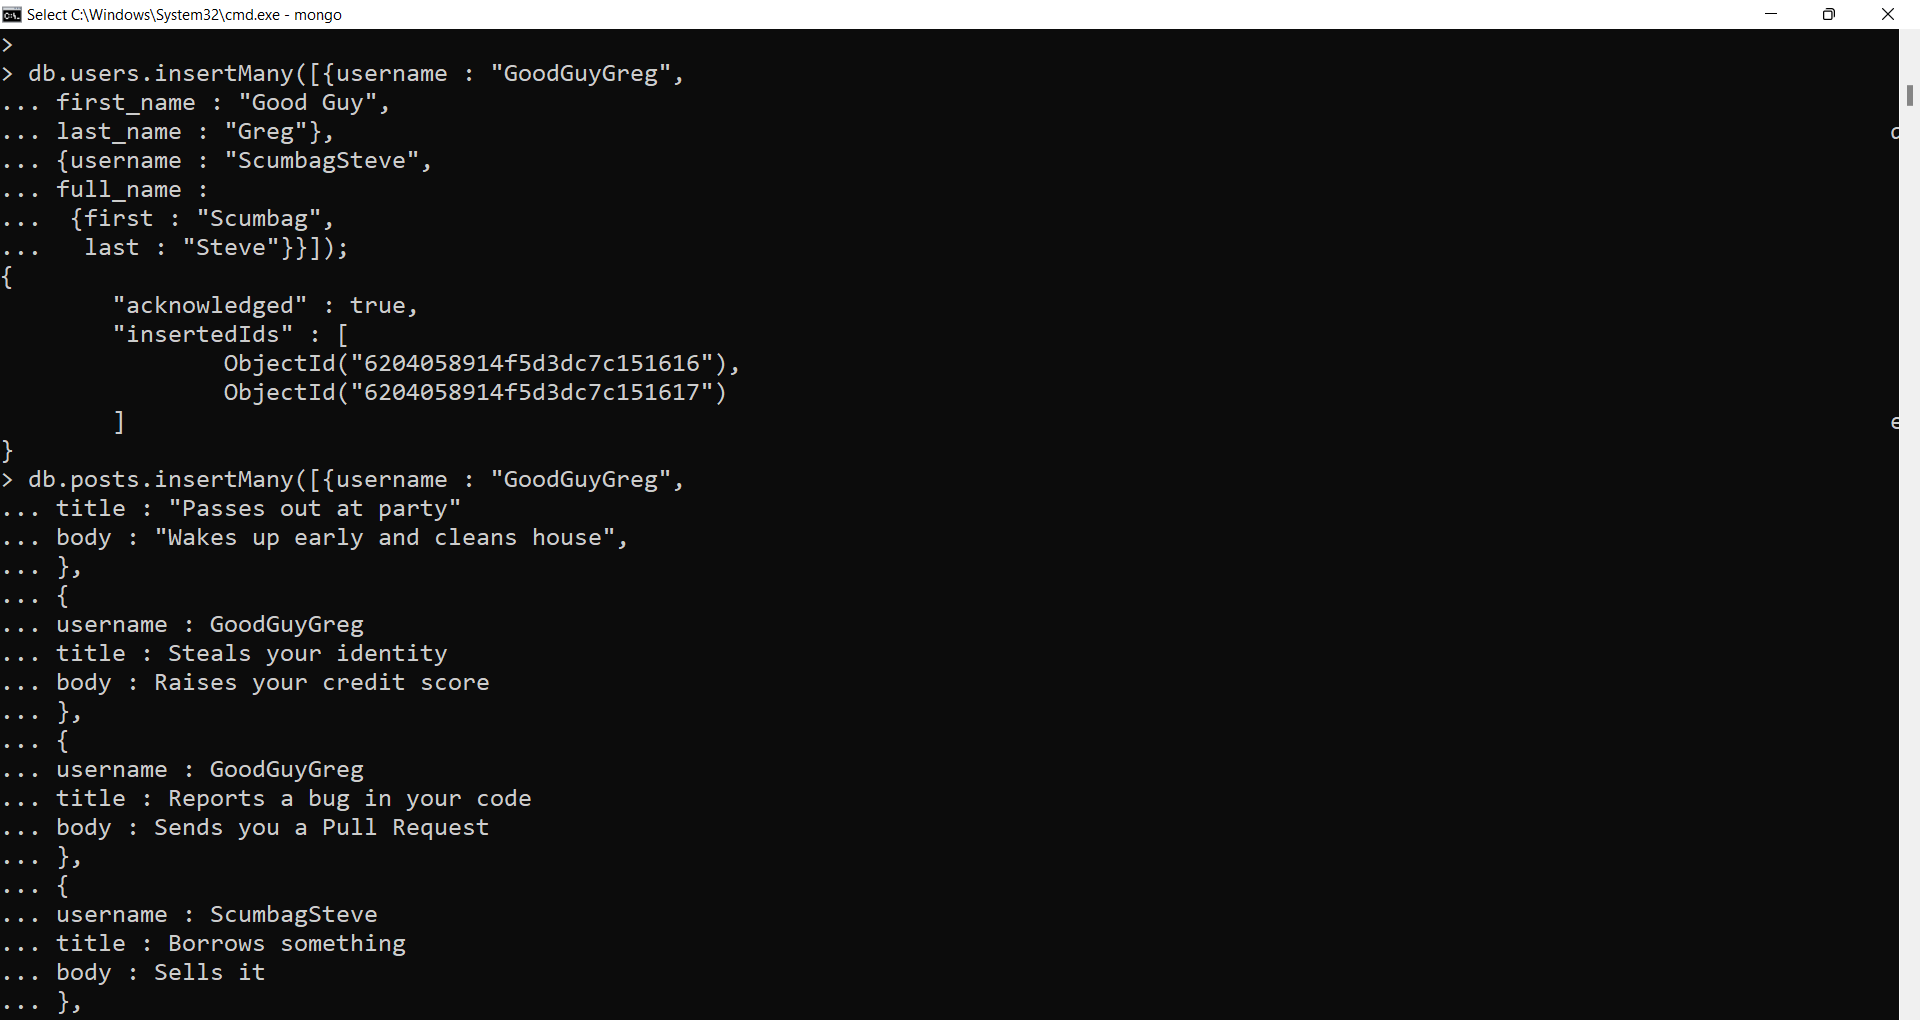 Select C:\Windows\System32\cmd.exe - mongo
>
> db.users.insertMany([{username : "GoodGuyGreg",
... first_name : "Good Guy",
... last_name : "Greg"},
... {username : "ScumbagSteve",
... full_name :
...  {first : "Scumbag",
...   last : "Steve"}}]);
{
        "acknowledged" : true,
        "insertedIds" : [
                ObjectId("6204058914f5d3dc7c151616"),
                ObjectId("6204058914f5d3dc7c151617")
        ]
}
> db.posts.insertMany([{username : "GoodGuyGreg",
... title : "Passes out at party"
... body : "Wakes up early and cleans house",
... },
... {
... username : GoodGuyGreg
... title : Steals your identity
... body : Raises your credit score
... },
... {
... username : GoodGuyGreg
... title : Reports a bug in your code
... body : Sends you a Pull Request
... },
... {
... username : ScumbagSteve
... title : Borrows something
... body : Sells it
... },